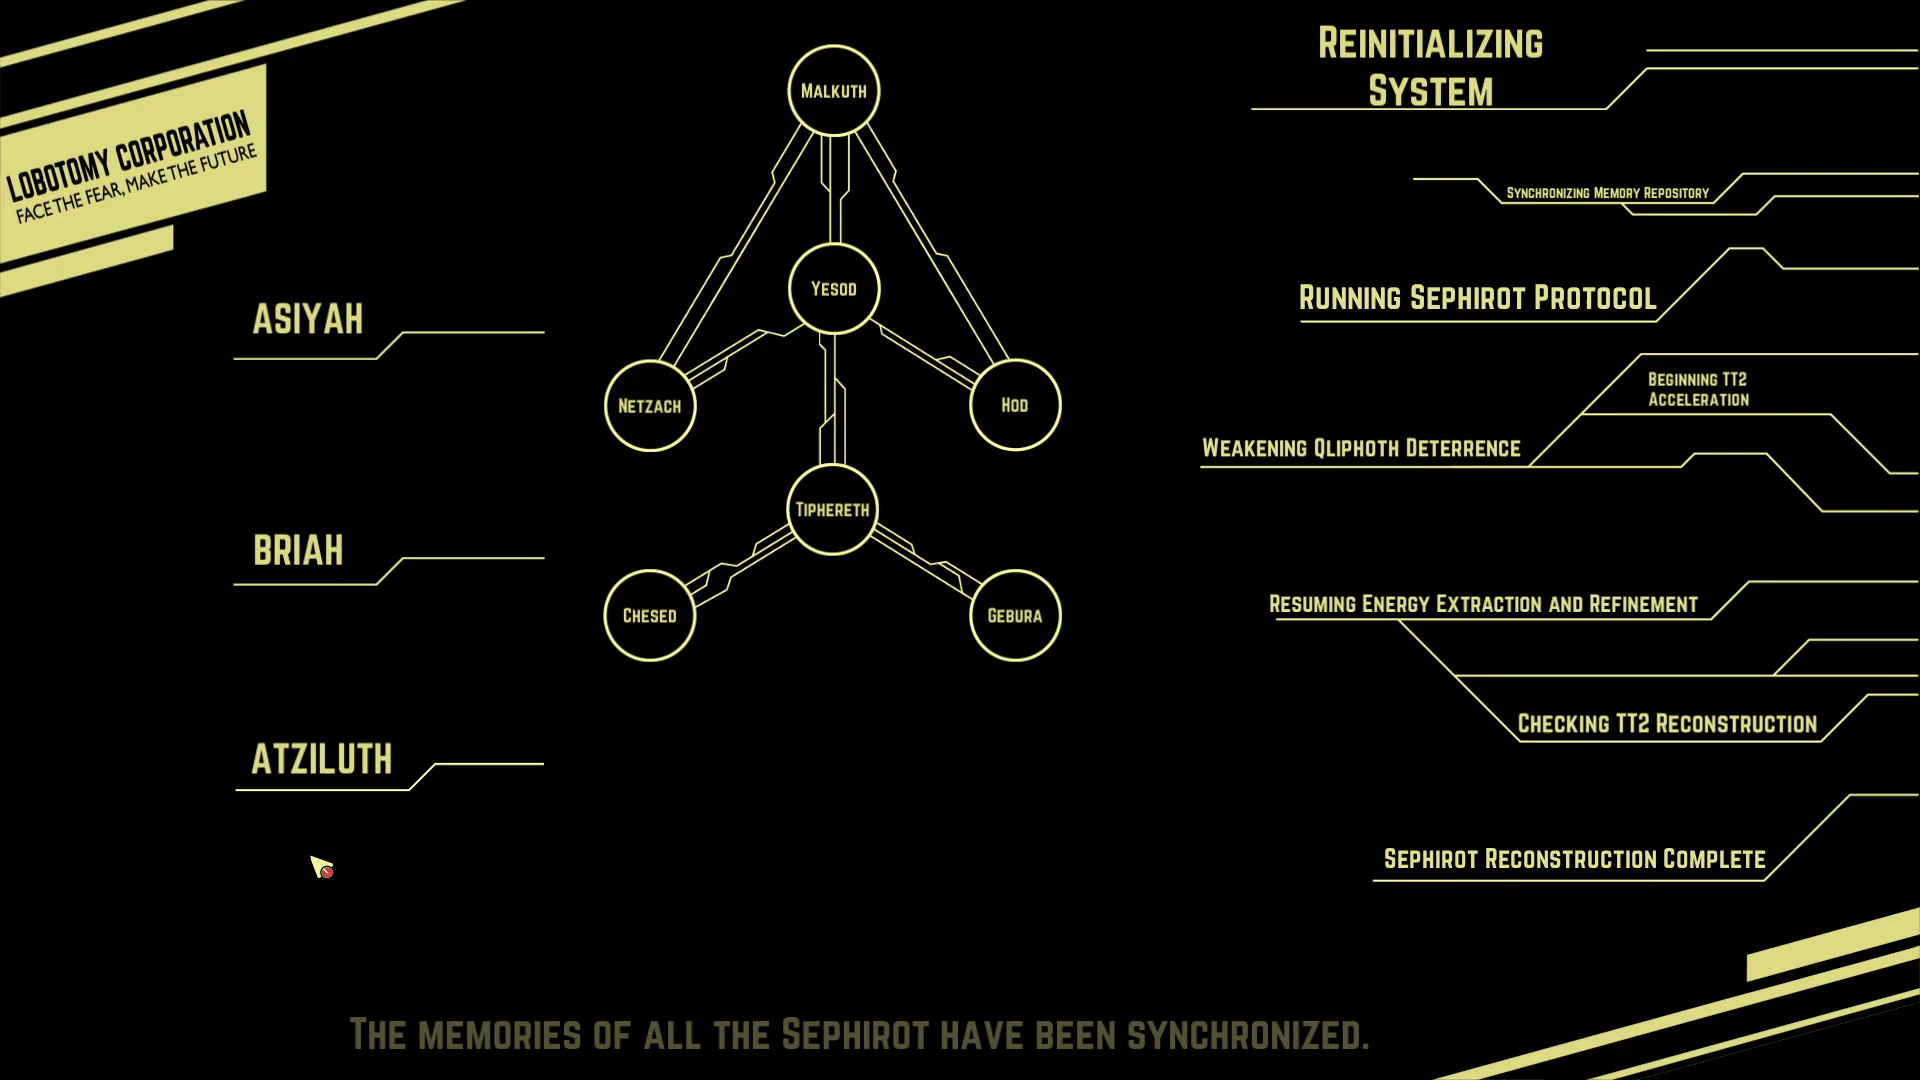 LOBOTOMY CORPORATION
FACE THE FEAR, MAKE THE FUTURE
ASIYAH
BRIAH
ATZILUTH
MALKUTH
YESOD
NETZACH
HOD
TIPHERETH
CHESED
GEBURA
REINITIALIZING
SYSTEM
SYNCHRONIZING MEMORY REPOSITORY
RUNNING SEPHIROT PROTOCOL
BEGINNING TT2
ACCELERATION
WEAKENING QLIPHOTH DETERRENCE
RESUMING ENERGY EXTRACTION AND REFINEMENT
CHECKING TT2 RECONSTRUCTION
SEPHIROT RECONSTRUCTION COMPLETE
THE MEMORIES OF ALL THE SEPHIROT HAVE BEEN SYNCHRONIZED.